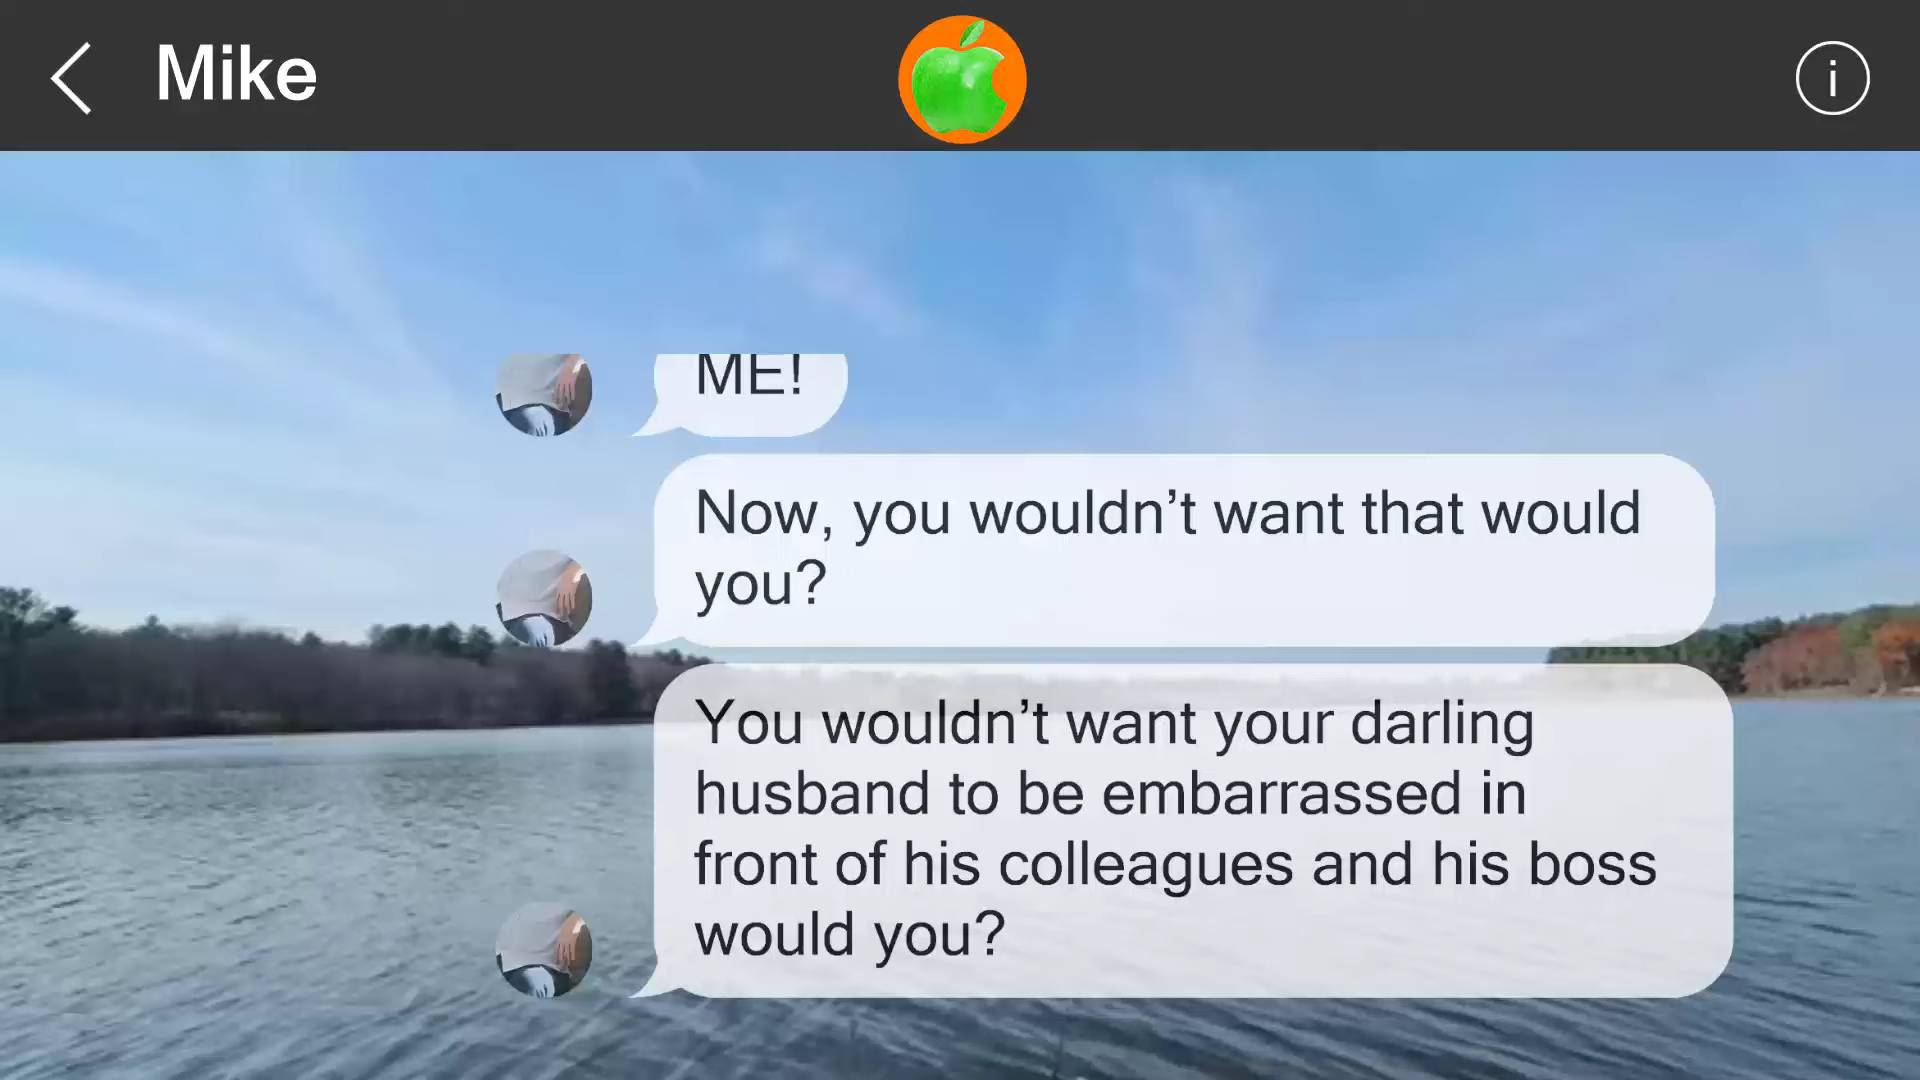 Mike
i
ME!
Now, you wouldn’t want that would
you?
You wouldn’t want your darling
husband to be embarrassed in
front of his colleagues and his boss
would you?